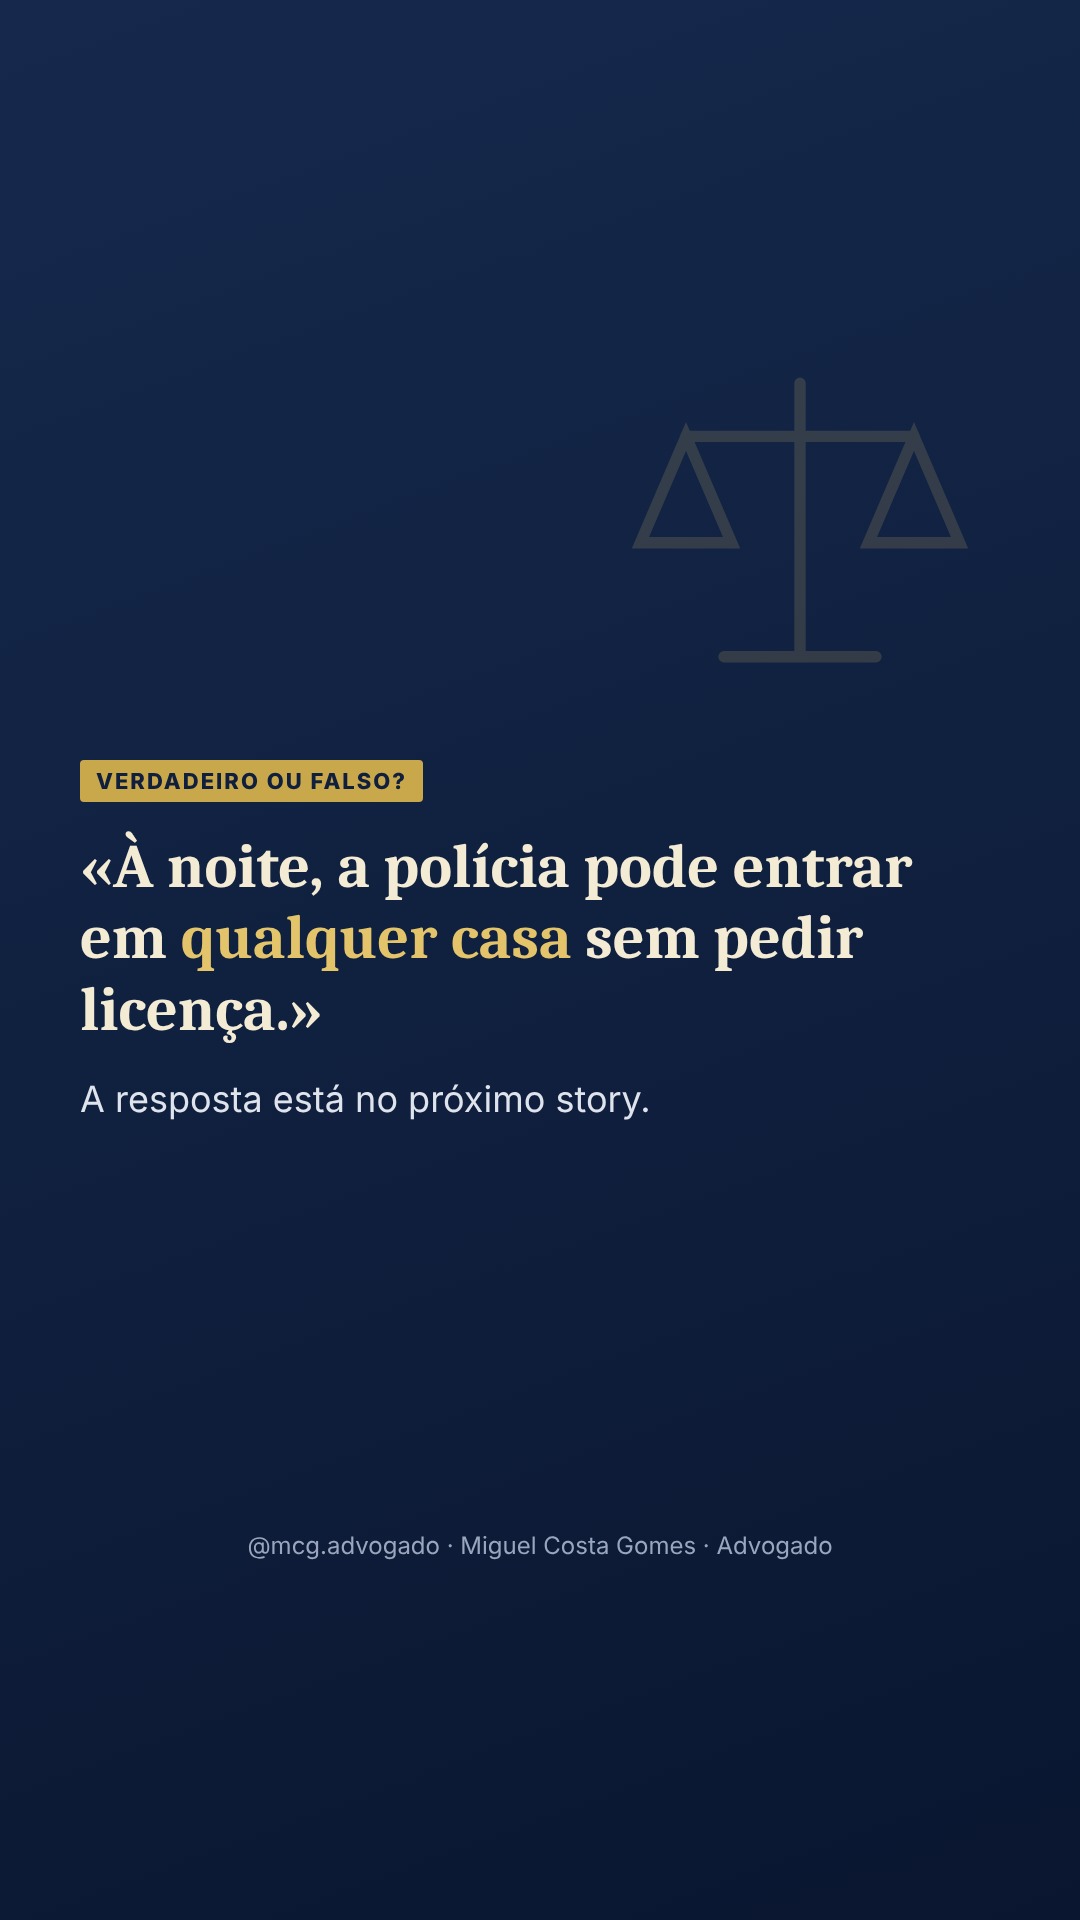 VERDADEIRO OU FALSO?
«À noite, a polícia pode entrar
em qualquer casa sem pedir
licença.»
A resposta está no próximo story.
@mcg.advogado · Miguel Costa Gomes · Advogado